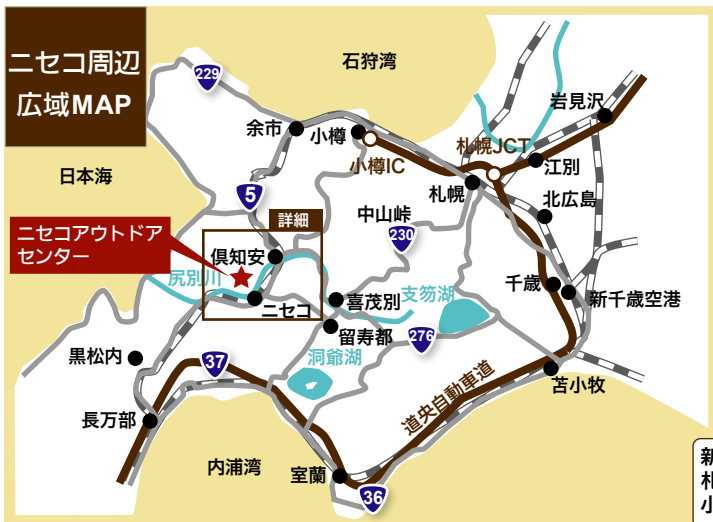 ニセコ周辺
広域MAP
229
石狩湾
岩見沢
余市
小樽
小樽IC
札幌JCT
江別
日本海
5
札幌
北広島
詳細
中山峠
230
ニセコアウトドア
センター
倶知安
尻別川
ニセコ
喜茂別
支笏湖
千歳
新千歳空港
留寿都
276
黒松内
37
洞爺湖
苫小牧
道央自動車道
長万部
内浦湾
室蘭
36
新
札
小